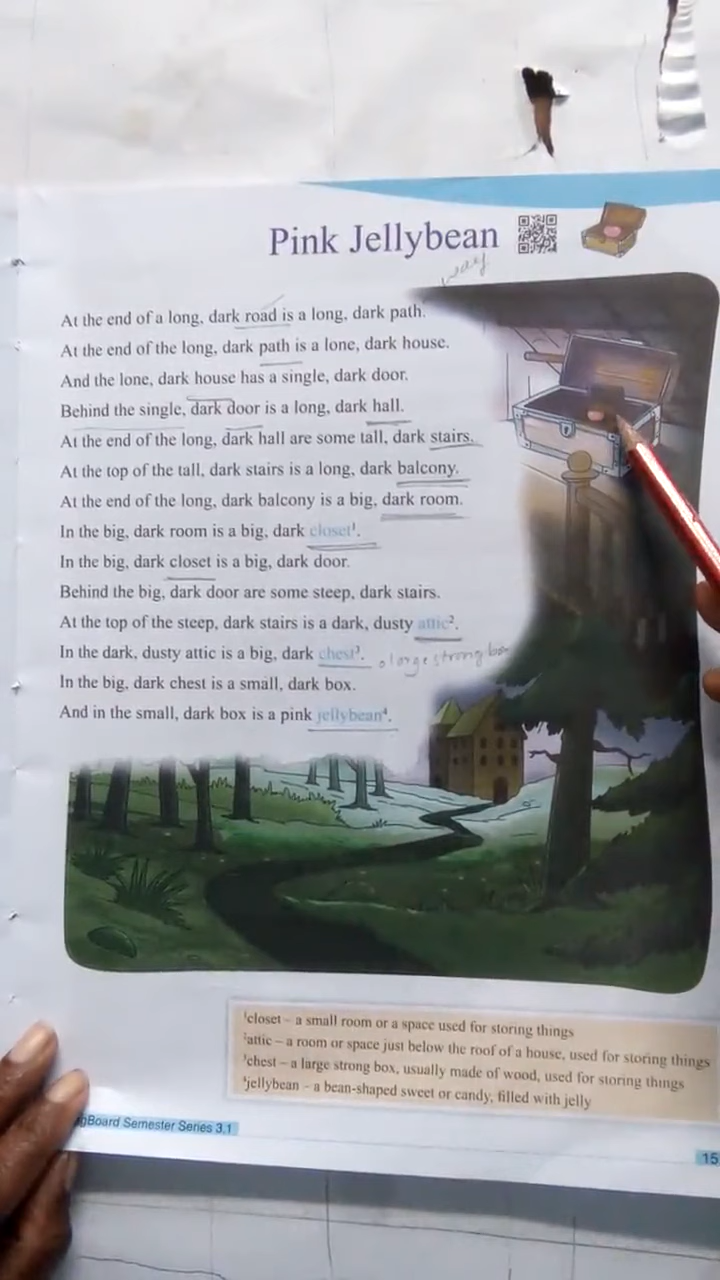 Pink Jellybean
way
At the end of a long, dark road is a long, dark path.
At the end of the long, dark path is a lone, dark house.
And the lone, dark house has a single, dark door.
Behind the single, dark door is a long, dark hall.
At the end of the long, dark hall are some tall, dark stairs.
At the top of the tall, dark stairs is a long, dark balcony.
At the end of the long, dark balcony is a big, dark room.
In the big, dark room is a big, dark closet¹.
In the big, dark closet is a big, dark door.
Behind the big, dark door are some steep, dark stairs.
At the top of the steep, dark stairs is a dark, dusty attic².
In the dark, dusty attic is a big, dark chest³. a large strong box
In the big, dark chest is a small, dark box.
And in the small, dark box is a pink jellybean⁴.
¹closet – a small room or a space used for storing things
²attic – a room or space just below the roof of a house, used for storing things
³chest – a large strong box, usually made of wood, used for storing things
⁴jellybean – a bean-shaped sweet or candy, filled with jelly
gBoard Semester Series 3.1
15